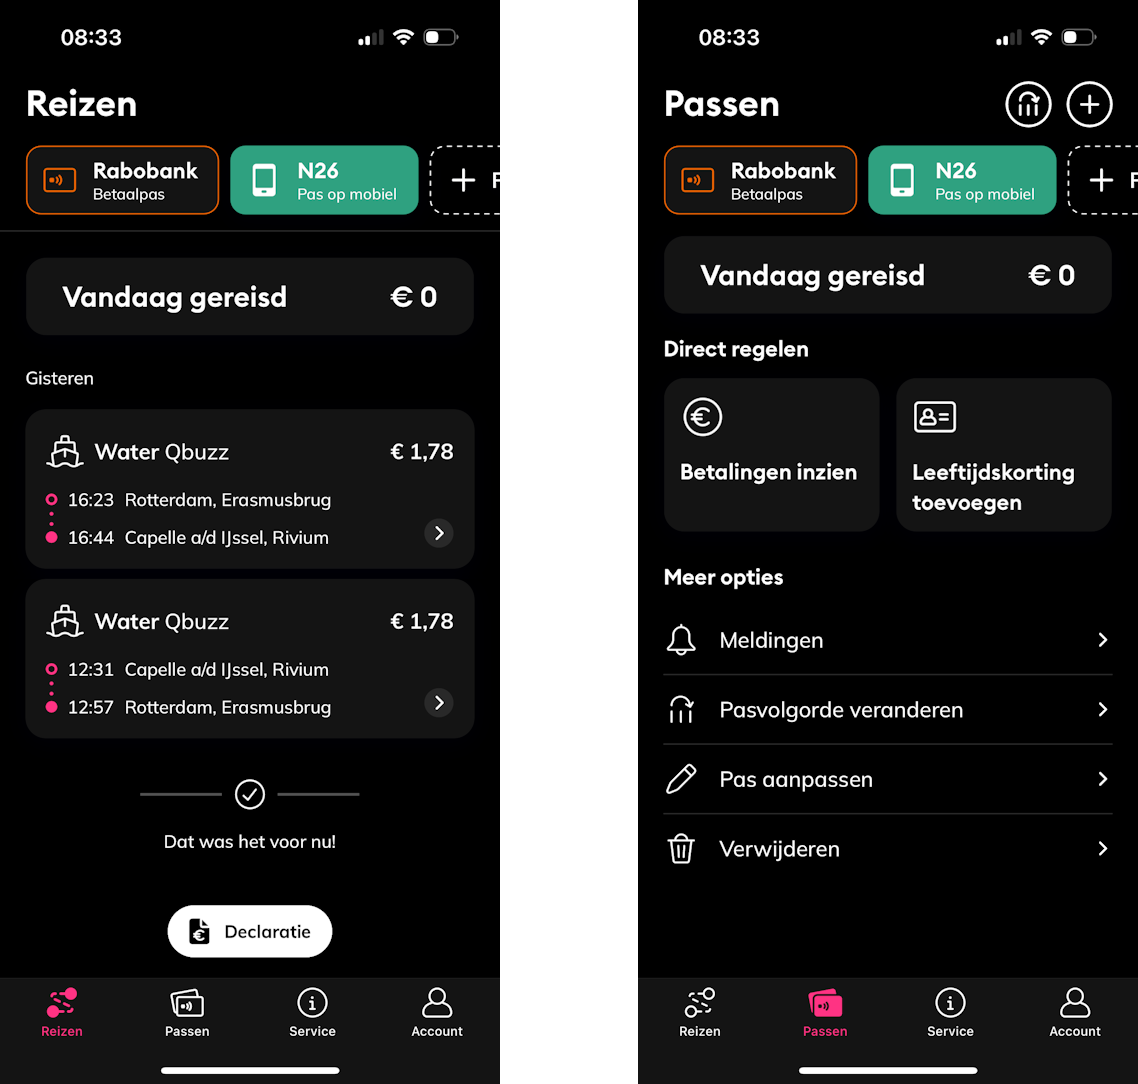 08:33
Reizen
Rabobank
Betaalpas
N26
Pas op mobiel
Vandaag gereisd € 0
Gisteren
Water Qbuzz € 1,78
16:23 Rotterdam, Erasmusbrug
16:44 Capelle a/d IJssel, Rivium
Water Qbuzz € 1,78
12:31 Capelle a/d IJssel, Rivium
12:57 Rotterdam, Erasmusbrug
Dat was het voor nu!
Declaratie
Reizen Passen Service Account
08:33
Passen
Rabobank
Betaalpas
N26
Pas op mobiel
Vandaag gereisd € 0
Direct regelen
Betalingen inzien
Leeftijdskorting
toevoegen
Meer opties
Meldingen
Pasvolgorde veranderen
Pas aanpassen
Verwijderen
Reizen Passen Service Account